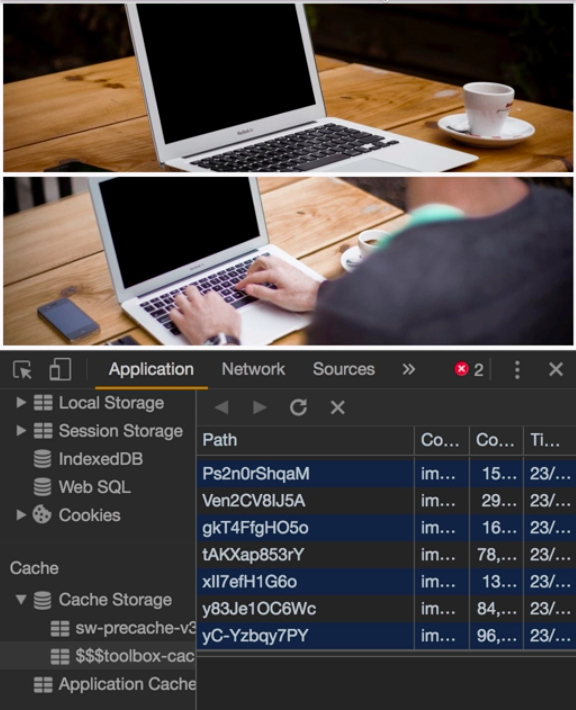 Application Network Sources » 2
Local Storage
Session Storage
IndexedDB
Web SQL
Cookies
Cache
Cache Storage
sw-precache-v3
$$$toolbox-cac
Application Cache
Path Co... Co... Ti...
Ps2n0rShqaM im... 15... 23/...
Ven2CV8IJ5A im... 29... 23/...
gkT4FfgHO5o im... 16... 23/...
tAKXap853rY im... 78,... 23/...
xII7efH1G6o im... 13... 23/...
y83Je1OC6Wc im... 84,... 23/...
yC-Yzbqy7PY im... 96,... 23/...